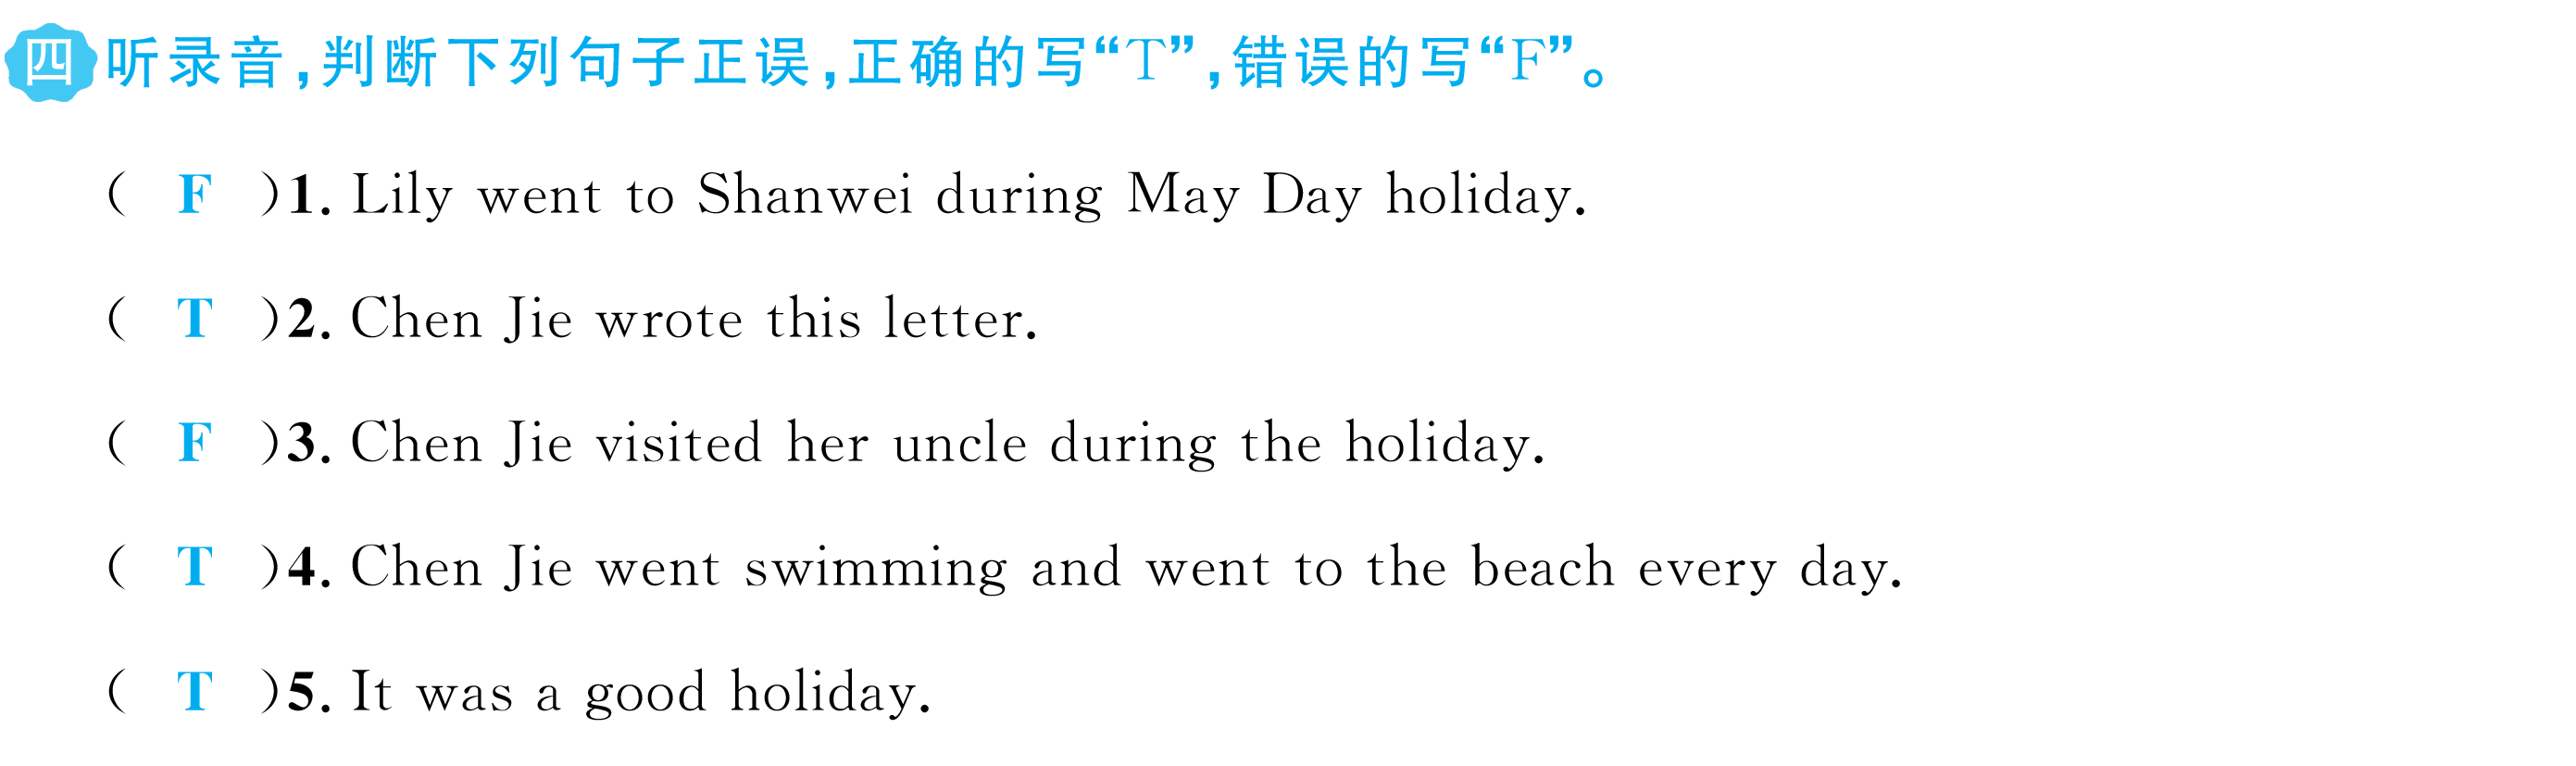 四 听录音,判断下列句子正误,正确的写“T”,错误的写“F”。
( F )1. Lily went to Shanwei during May Day holiday.
( T )2. Chen Jie wrote this letter.
( F )3. Chen Jie visited her uncle during the holiday.
( T )4. Chen Jie went swimming and went to the beach every day.
( T )5. It was a good holiday.